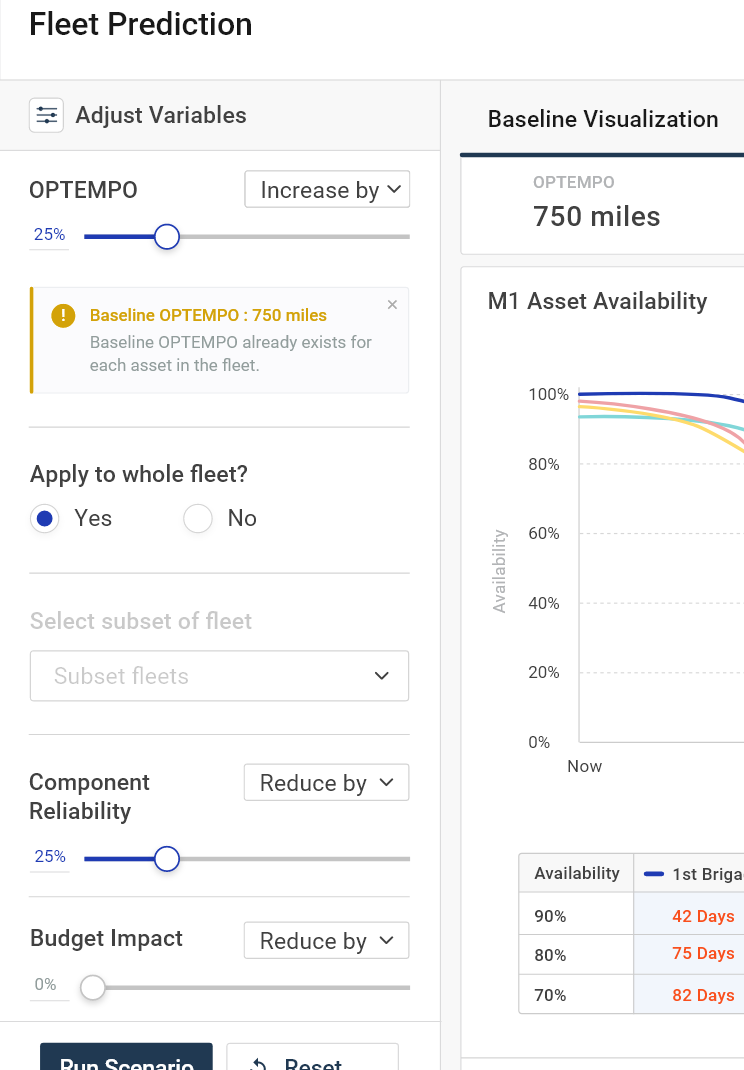 Fleet Prediction
Adjust Variables
OPTEMPO
Increase by
25%
Baseline OPTEMPO : 750 miles
Baseline OPTEMPO already exists for
each asset in the fleet.
Apply to whole fleet?
Yes
No
Select subset of fleet
Subset fleets
Component
Reliability
Reduce by
25%
Budget Impact
Reduce by
0%
Run Scenario
Reset
Baseline Visualization
OPTEMPO
750 miles
M1 Asset Availability
Availability
100%
80%
60%
40%
20%
0%
Now
Availability 1st Briga
90% 42 Days
80% 75 Days
70% 82 Days